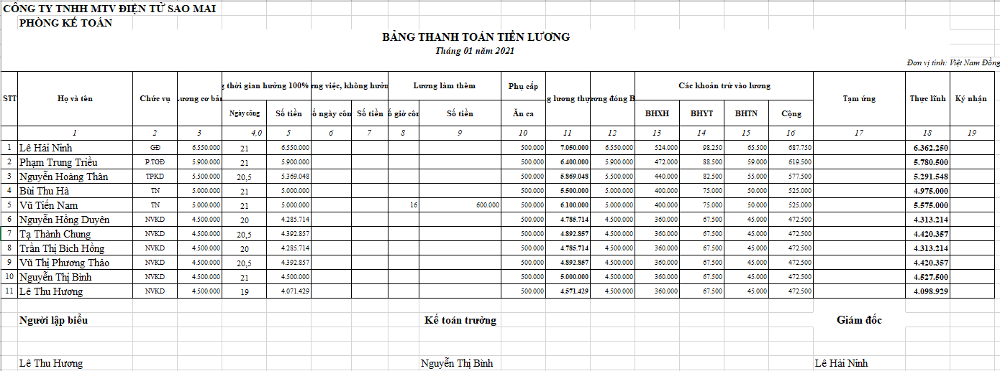 CÔNG TY TNHH MTV ĐIỆN TỬ SAO MAI
PHÒNG KẾ TOÁN
BẢNG THANH TOÁN TIỀN LƯƠNG
Tháng 01 năm 2021
Đơn vị tính: Việt Nam Đồng
STT Họ và tên Chức vụ Lương cơ bản thời gian hưởng 100% việc, không hưởn Lương làm thêm Phụ cấp lương thự đóng B Các khoản trừ vào lương Tạm ứng Thực lĩnh Ký nhận
Ngày công Số tiền ố ngày côn Số tiền ố giờ côn Số tiền Ăn ca BHXH BHYT BHTN Cộng
1 2 3 4,0 5 6 7 8 9 10 11 12 13 14 15 16 17 18 19
1 Lê Hải Ninh GĐ 6.550.000 21 6.550.000 500.000 7.050.000 6.550.000 524.000 98.250 65.500 687.750 6.362.250
2 Phạm Trung Triều P.TGĐ 5.900.000 21 5.900.000 500.000 6.400.000 5.900.000 472.000 88.500 59.000 619.500 5.780.500
3 Nguyễn Hoàng Thân TPKD 5.500.000 20,5 5.369.048 500.000 5.869.048 5.500.000 440.000 82.500 55.000 577.500 5.291.548
4 Bùi Thu Hà TN 5.000.000 21 5.000.000 500.000 5.500.000 5.000.000 400.000 75.000 50.000 525.000 4.975.000
5 Vũ Tiến Nam TN 5.000.000 21 5.000.000 16 600.000 500.000 6.100.000 5.000.000 400.000 75.000 50.000 525.000 5.575.000
6 Nguyễn Hồng Duyên NVKD 4.500.000 20 4.285.714 500.000 4.785.714 4.500.000 360.000 67.500 45.000 472.500 4.313.214
7 Tạ Thành Chung NVKD 4.500.000 20,5 4.392.857 500.000 4.892.857 4.500.000 360.000 67.500 45.000 472.500 4.420.357
8 Trần Thị Bich Hồng NVKD 4.500.000 20 4.285.714 500.000 4.785.714 4.500.000 360.000 67.500 45.000 472.500 4.313.214
9 Vũ Thị Phương Thảo NVKD 4.500.000 20,5 4.392.857 500.000 4.892.857 4.500.000 360.000 67.500 45.000 472.500 4.420.357
10 Nguyễn Thị Bình NVKD 4.500.000 21 4.500.000 500.000 5.000.000 4.500.000 360.000 67.500 45.000 472.500 4.527.500
11 Lê Thu Hương NVKD 4.500.000 19 4.071.429 500.000 4.571.429 4.500.000 360.000 67.500 45.000 472.500 4.098.929
Người lập biểu Kế toán trưởng Giám đốc
Lê Thu Hương Nguyễn Thị Bình Lê Hải Ninh